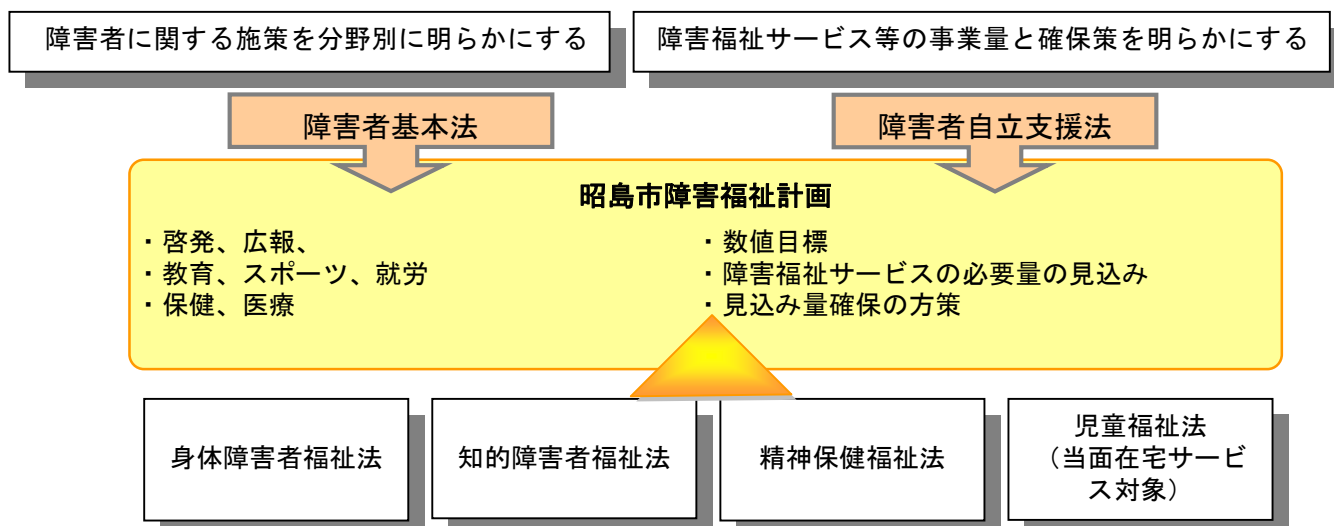 障害者に関する施策を分野別に明らかにする
障害福祉サービス等の事業量と確保策を明らかにする
障害者基本法
障害者自立支援法
昭島市障害福祉計画
・啓発、広報、
・教育、スポーツ、就労
・保健、医療
・数値目標
・障害福祉サービスの必要量の見込み
・見込み量確保の方策
身体障害者福祉法
知的障害者福祉法
精神保健福祉法
児童福祉法
（当面在宅サービ
ス対象）